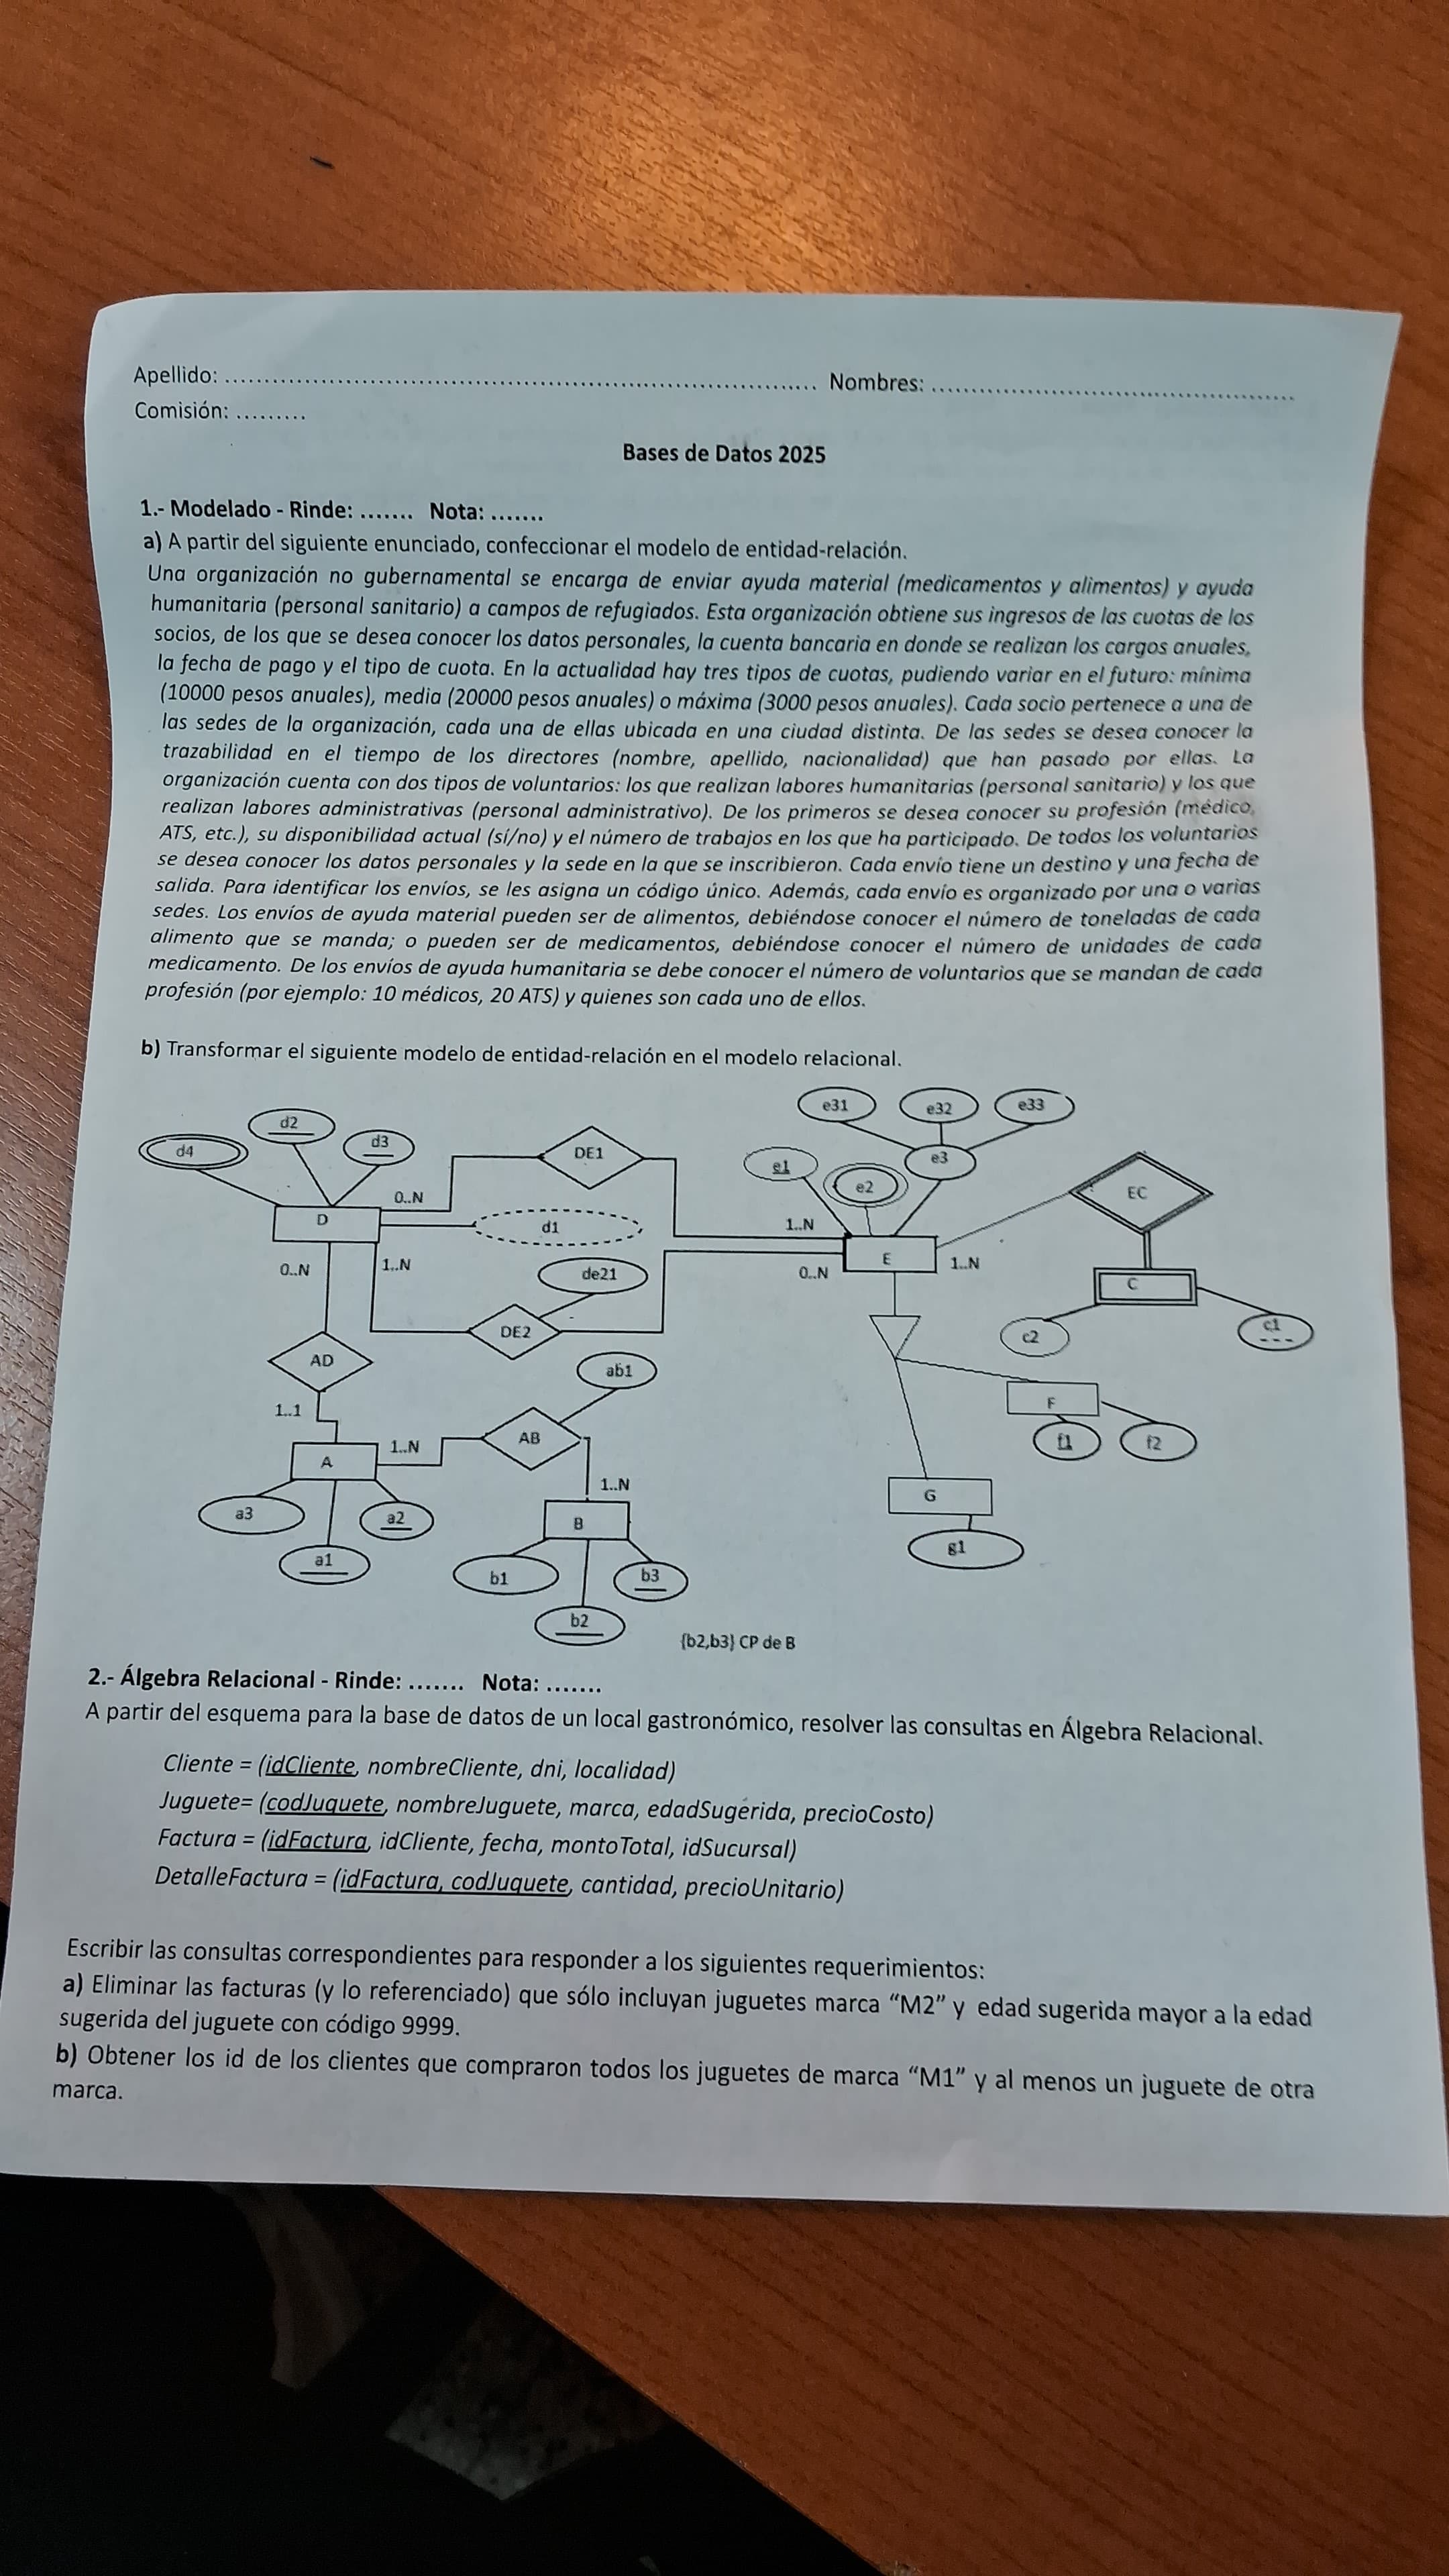 Apellido: ........................................................................... Nombres: ...............................................
Comisión: .........
Bases de Datos 2025
1.- Modelado - Rinde: ....... Nota: .......
a) A partir del siguiente enunciado, confeccionar el modelo de entidad-relación.
Una organización no gubernamental se encarga de enviar ayuda material (medicamentos y alimentos) y ayuda
humanitaria (personal sanitario) a campos de refugiados. Esta organización obtiene sus ingresos de las cuotas de los
socios, de los que se desea conocer los datos personales, la cuenta bancaria en donde se realizan los cargos anuales,
la fecha de pago y el tipo de cuota. En la actualidad hay tres tipos de cuotas, pudiendo variar en el futuro: mínima
(10000 pesos anuales), media (20000 pesos anuales) o máxima (3000 pesos anuales). Cada socio pertenece a una de
las sedes de la organización, cada una de ellas ubicada en una ciudad distinta. De las sedes se desea conocer la
trazabilidad en el tiempo de los directores (nombre, apellido, nacionalidad) que han pasado por ellas. La
organización cuenta con dos tipos de voluntarios: los que realizan labores humanitarias (personal sanitario) y los que
realizan labores administrativas (personal administrativo). De los primeros se desea conocer su profesión (médico,
ATS, etc.), su disponibilidad actual (sí/no) y el número de trabajos en los que ha participado. De todos los voluntarios
se desea conocer los datos personales y la sede en la que se inscribieron. Cada envío tiene un destino y una fecha de
salida. Para identificar los envíos, se les asigna un código único. Además, cada envío es organizado por una o varias
sedes. Los envíos de ayuda material pueden ser de alimentos, debiéndose conocer el número de toneladas de cada
alimento que se manda; o pueden ser de medicamentos, debiéndose conocer el número de unidades de cada
medicamento. De los envíos de ayuda humanitaria se debe conocer el número de voluntarios que se mandan de cada
profesión (por ejemplo: 10 médicos, 20 ATS) y quienes son cada uno de ellos.
b) Transformar el siguiente modelo de entidad-relación en el modelo relacional.
e31 e32 e33
d4 d2 d3 DE1 e1 e2 e3 EC
0..N
D d1 1..N
0..N 1..N de21 0..N E 1..N C
DE2 c2 c1
AD ab1
1..1 F
A 1..N AB f1 f2
1..N
a3 a2 B G
a1 b1 b3 g1
b2
{b2,b3} CP de B
2.- Álgebra Relacional - Rinde: ....... Nota: .......
A partir del esquema para la base de datos de un local gastronómico, resolver las consultas en Álgebra Relacional.
Cliente = (idCliente, nombreCliente, dni, localidad)
Juguete= (codJuguete, nombreJuguete, marca, edadSugerida, precioCosto)
Factura = (idFactura, idCliente, fecha, montoTotal, idSucursal)
DetalleFactura = (idFactura, codJuguete, cantidad, precioUnitario)
Escribir las consultas correspondientes para responder a los siguientes requerimientos:
a) Eliminar las facturas (y lo referenciado) que sólo incluyan juguetes marca “M2” y edad sugerida mayor a la edad
sugerida del juguete con código 9999.
b) Obtener los id de los clientes que compraron todos los juguetes de marca “M1” y al menos un juguete de otra
marca.